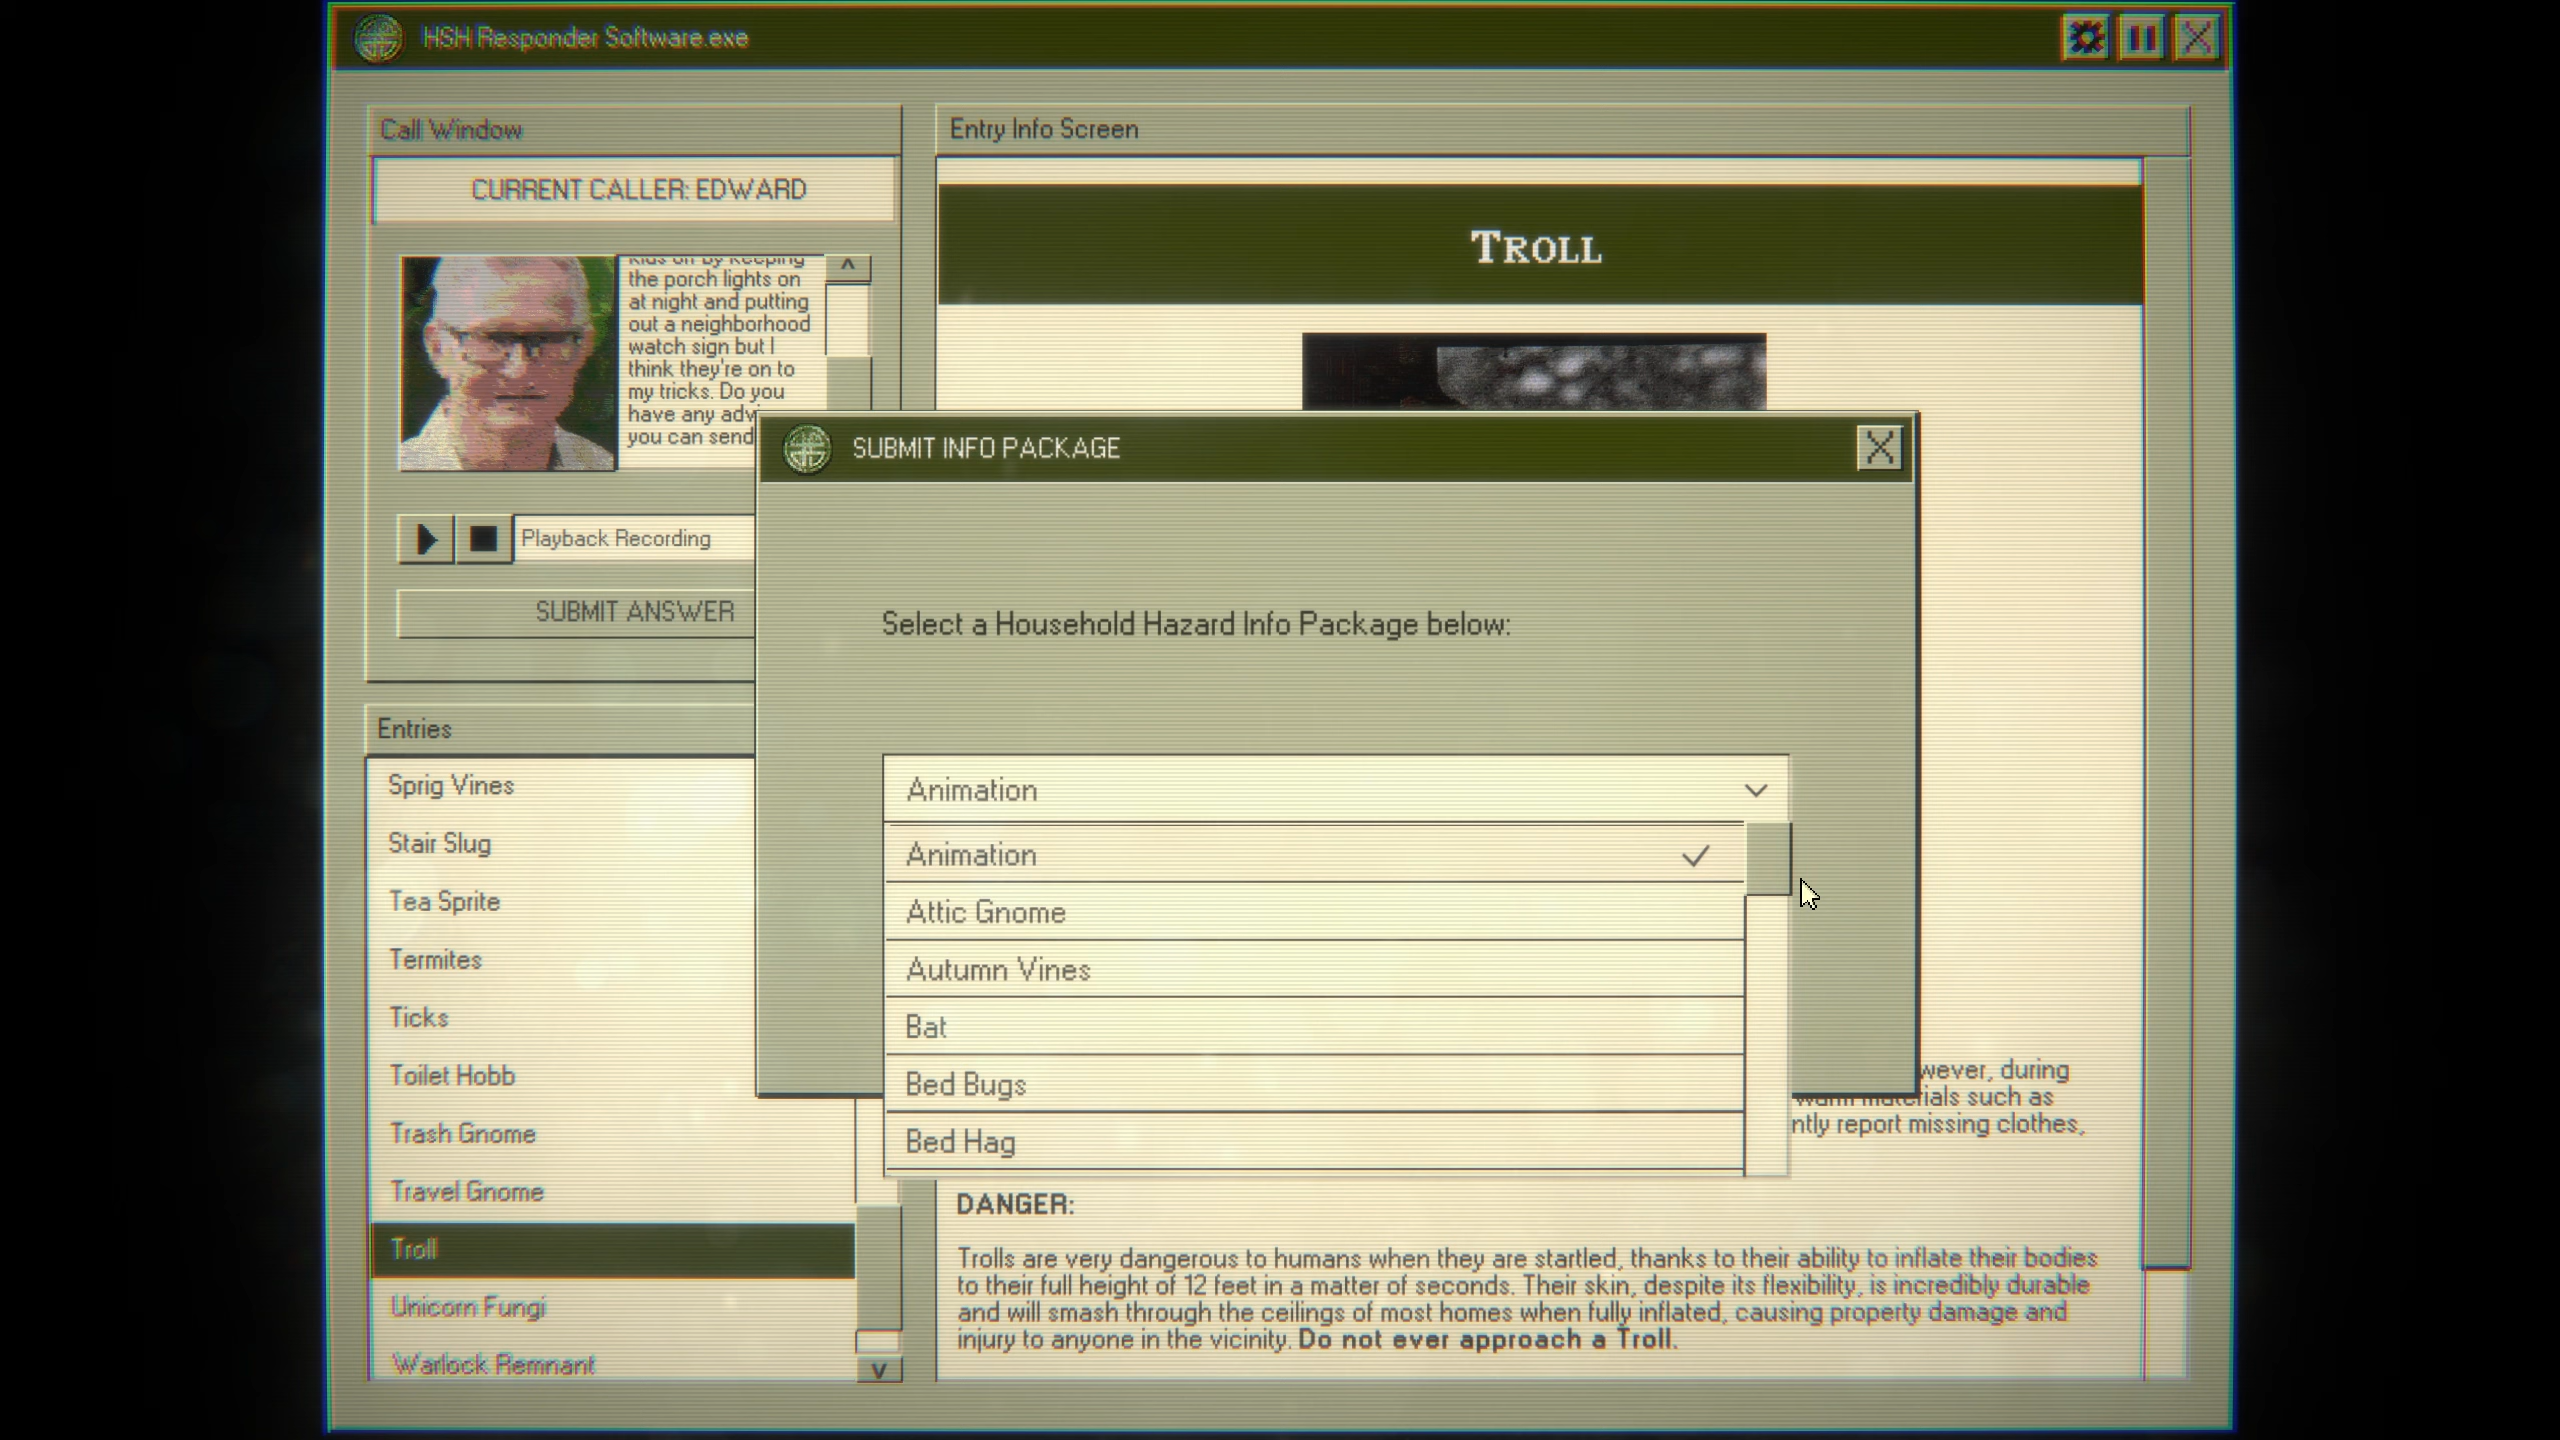 HSH Responder Software.exe
Call Window
CURRENT CALLER: EDWARD
kids off by keeping
the porch lights on
at night and putting
out a neighborhood
watch sign but I
think they're on to
my tricks. Do you
have any
you can send
Playback Recording
SUBMIT ANSWER
Entries
Sprig Vines
Stair Slug
Tea Sprite
Termites
Ticks
Toilet Hobb
Trash Gnome
Travel Gnome
Troll
Unicorn Fungi
Warlock Remnant
Entry Info Screen
TROLL
SUBMIT INFO PACKAGE
Select a Household Hazard Info Package below:
Animation
Animation
Attic Gnome
Autumn Vines
Bat
Bed Bugs
Bed Hag
wever, during
warm materials such as
ntly report missing clothes,
DANGER:
Trolls are very dangerous to humans when they are startled, thanks to their ability to inflate their bodies
to their full height of 12 feet in a matter of seconds. Their skin, despite its flexibility, is incredibly durable
and will smash through the ceilings of most homes when fully inflated, causing property damage and
injury to anyone in the vicinity. Do not ever approach a Troll.